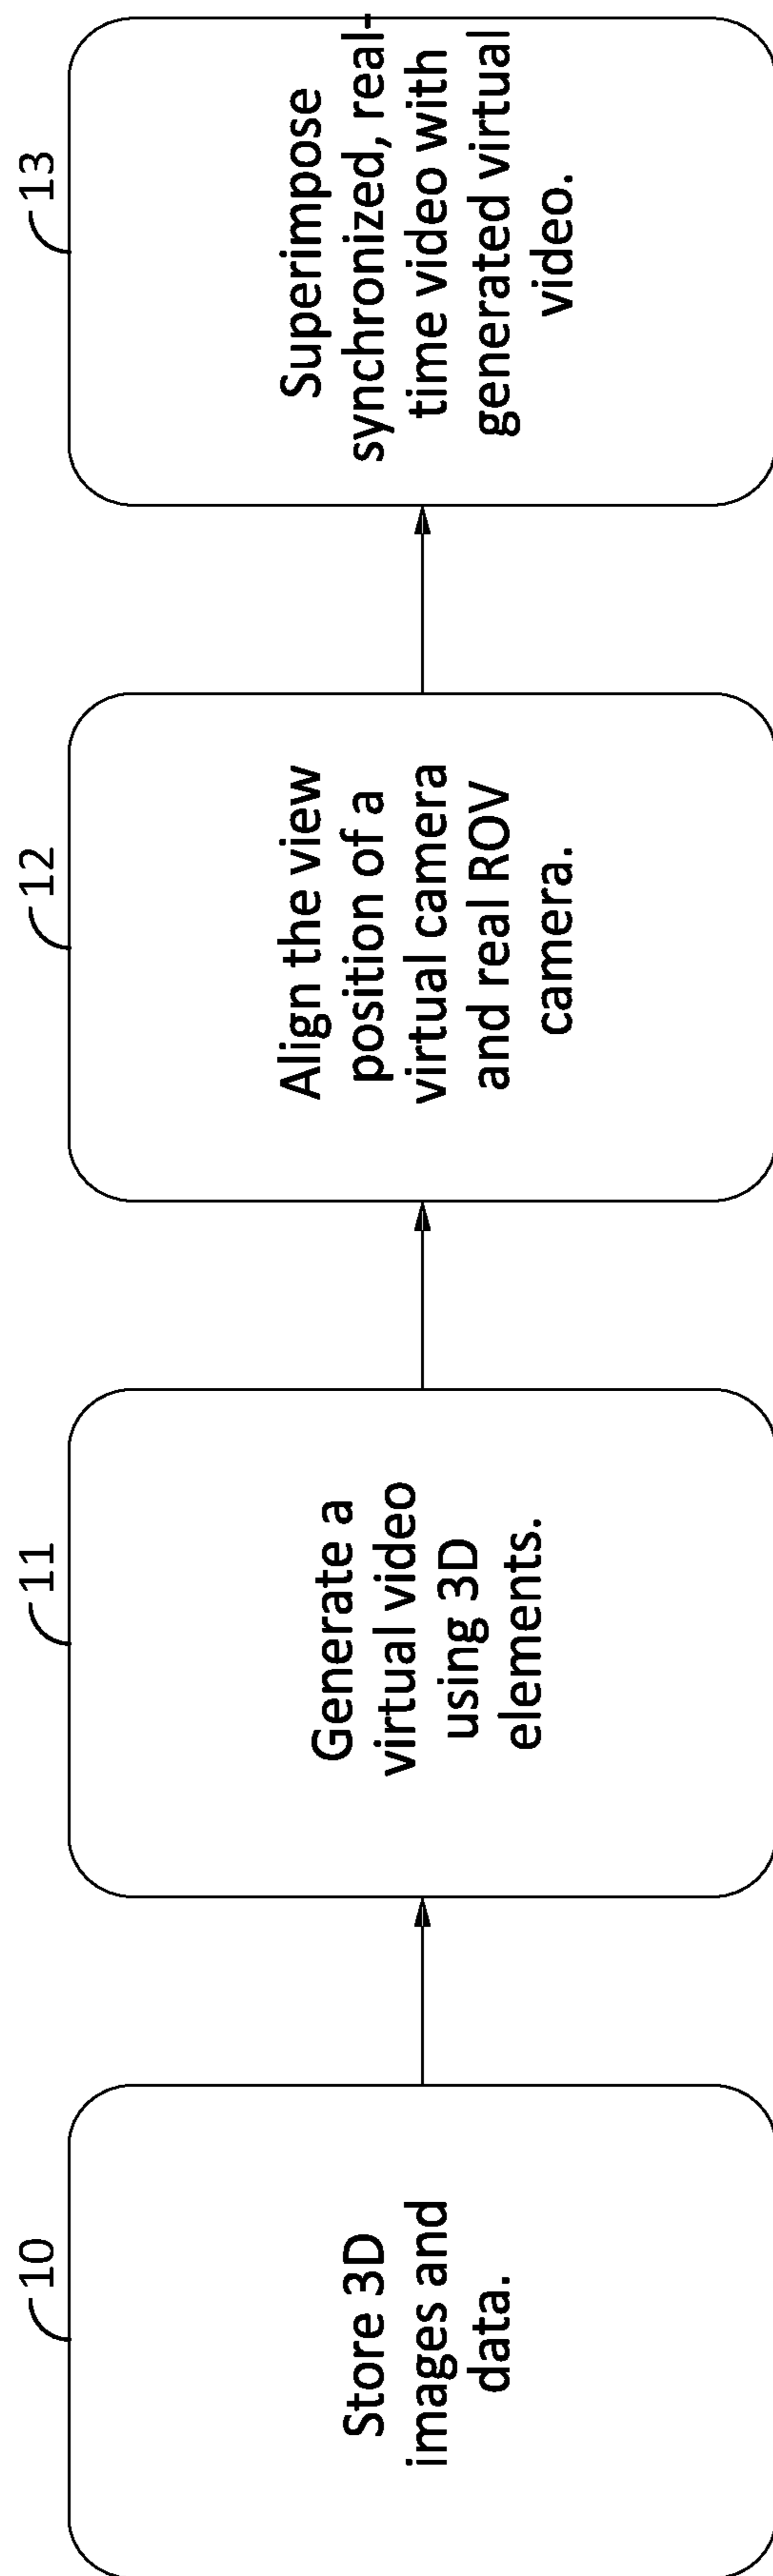 10
Store 3D
images and
data.
11
Generate a
virtual video
using 3D
elements.
12
Align the view
position of a
virtual camera
and real ROV
camera.
13
Superimpose
synchronized, real-
time video with
generated virtual
video.